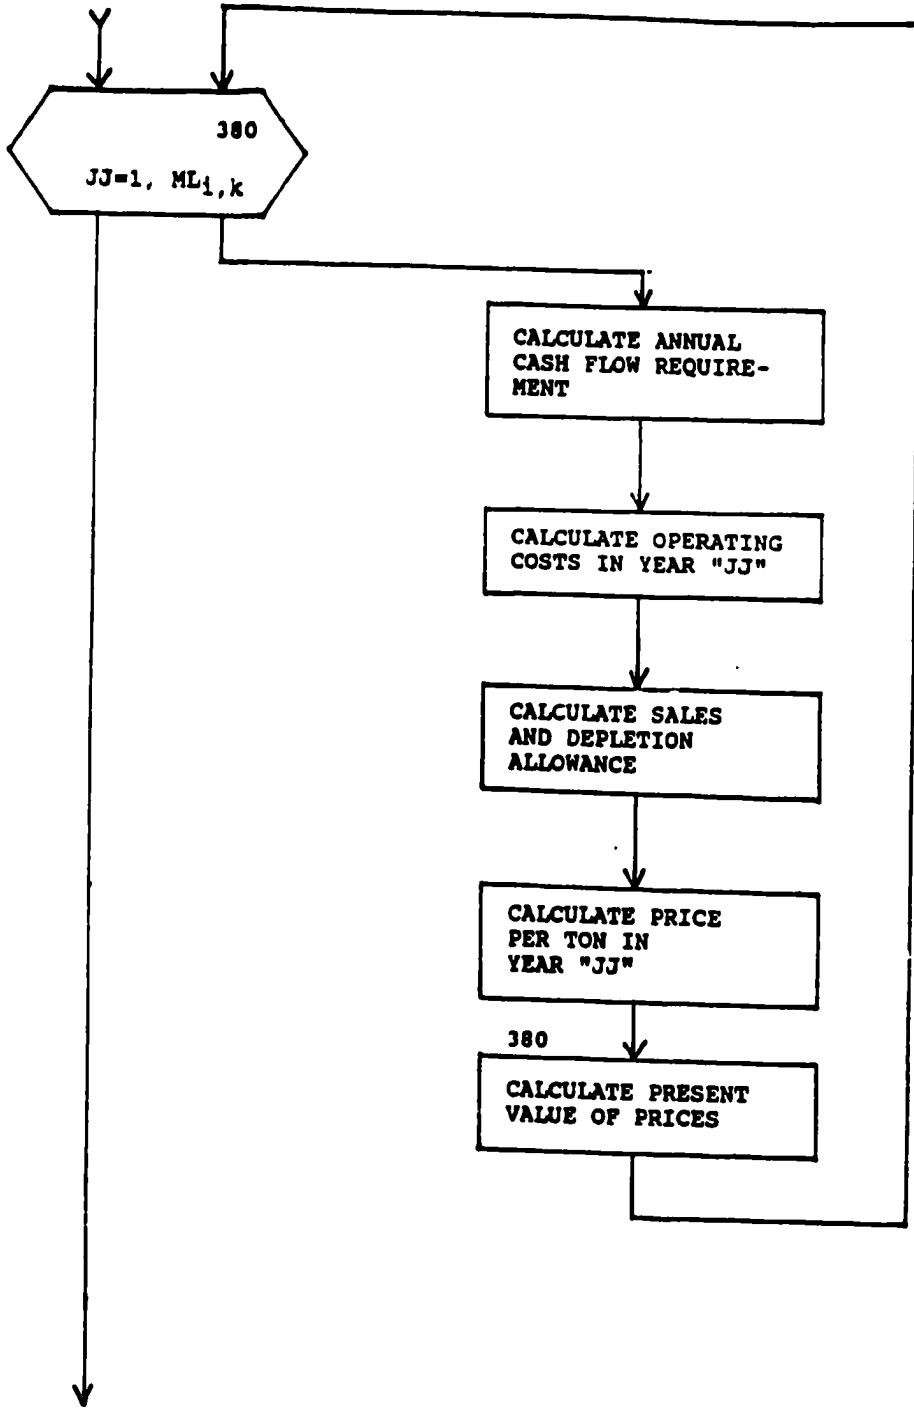 380
JJ=1, MLi,k
CALCULATE ANNUAL
CASH FLOW REQUIRE-
MENT
CALCULATE OPERATING
COSTS IN YEAR "JJ"
CALCULATE SALES
AND DEPLETION
ALLOWANCE
CALCULATE PRICE
PER TON IN
YEAR "JJ"
380
CALCULATE PRESENT
VALUE OF PRICES